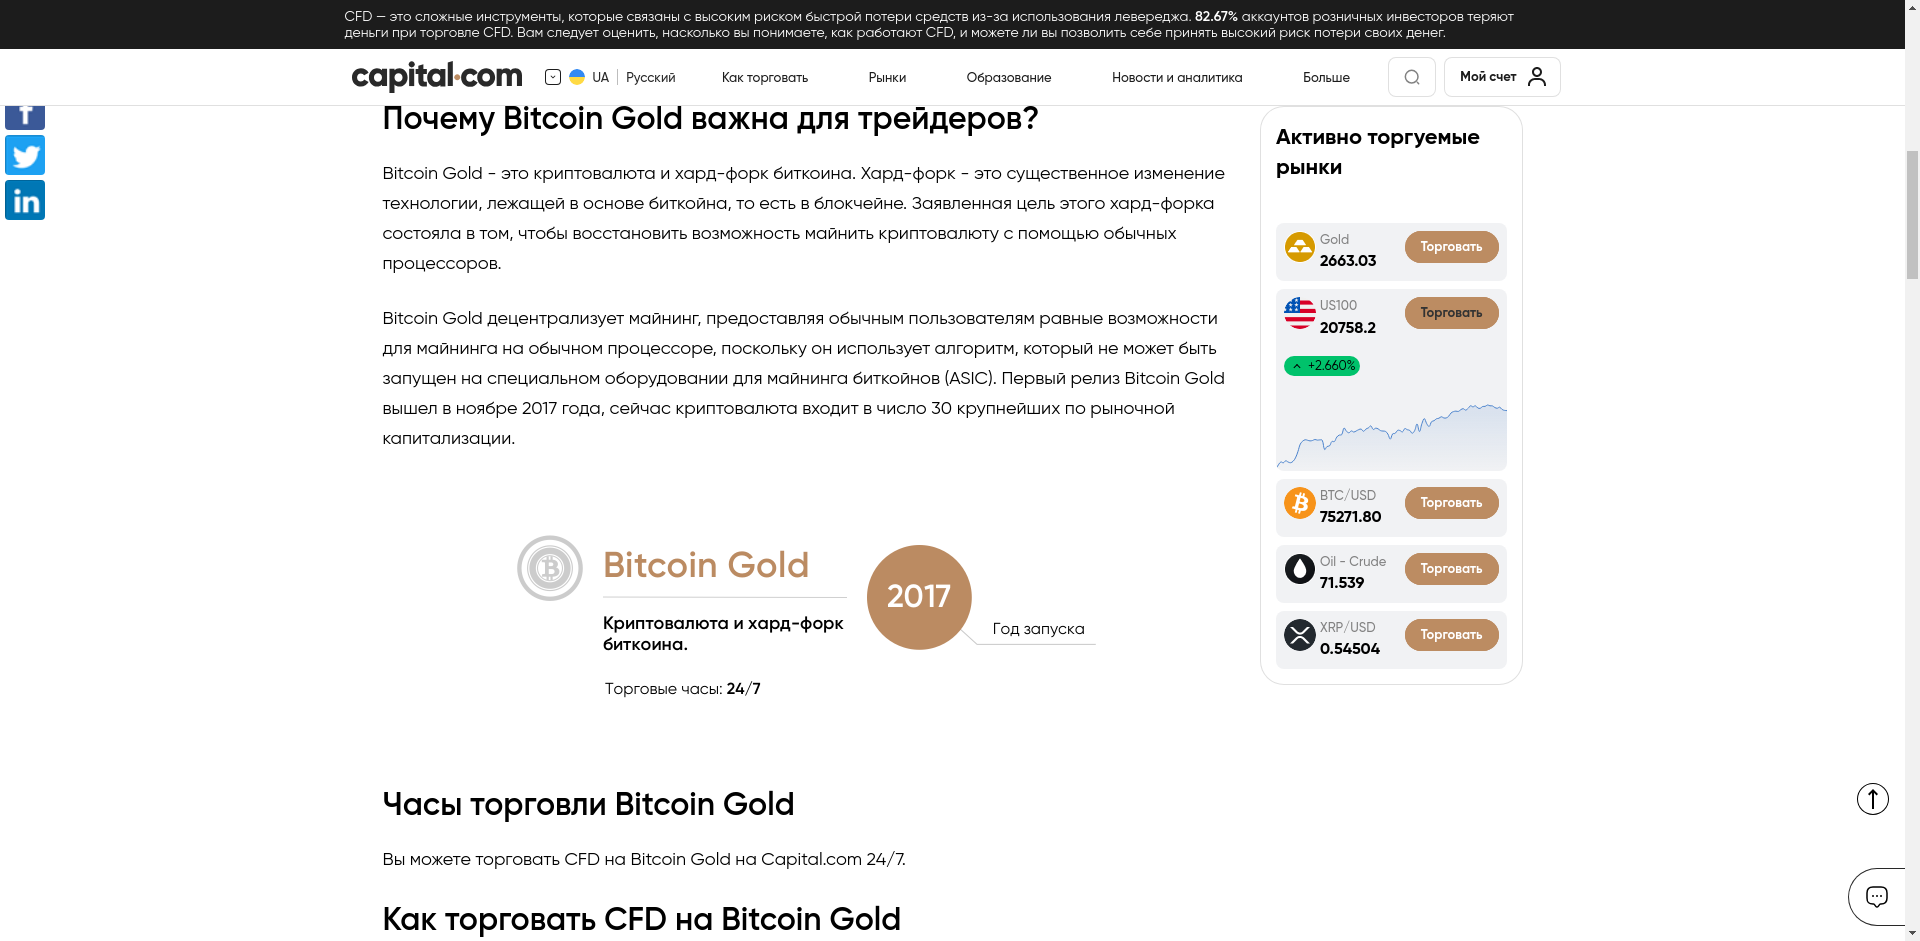 CFD — это сложные инструменты, которые связаны с высоким риском быстрой потери средств из-за использования левереджа. 82.67% аккаунтов розничных инвесторов теряют
деньги при торговле CFD. Вам следует оценить, насколько вы понимаете, как работают CFD, и можете ли вы позволить себе принять высокий риск потери своих денег.
capital.com
UA
Русский
Как торговать
Рынки
Образование
Новости и аналитика
Больше
Мой счет
Почему Bitcoin Gold важна для трейдеров?
Bitcoin Gold - это криптовалюта и хард-форк биткоина. Хард-форк - это существенное изменение
технологии, лежащей в основе биткойна, то есть в блокчейне. Заявленная цель этого хард-форка
состояла в том, чтобы восстановить возможность майнить криптовалюту с помощью обычных
процессоров.
Bitcoin Gold децентрализует майнинг, предоставляя обычным пользователям равные возможности
для майнинга на обычном процессоре, поскольку он использует алгоритм, который не может быть
запущен на специальном оборудовании для майнинга биткойнов (ASIC). Первый релиз Bitcoin Gold
вышел в ноябре 2017 года, сейчас криптовалюта входит в число 30 крупнейших по рыночной
капитализации.
Bitcoin Gold
Криптовалюта и хард-форк
биткоина.
Торговые часы: 24/7
2017
Год запуска
Часы торговли Bitcoin Gold
Вы можете торговать CFD на Bitcoin Gold на Capital.com 24/7.
Как торговать CFD на Bitcoin Gold
Активно торгуемые
рынки
Gold
2663.03
Торговать
US100
20758.2
Торговать
+2.660%
BTC/USD
75271.80
Торговать
Oil - Crude
71.539
Торговать
XRP/USD
0.54504
Торговать